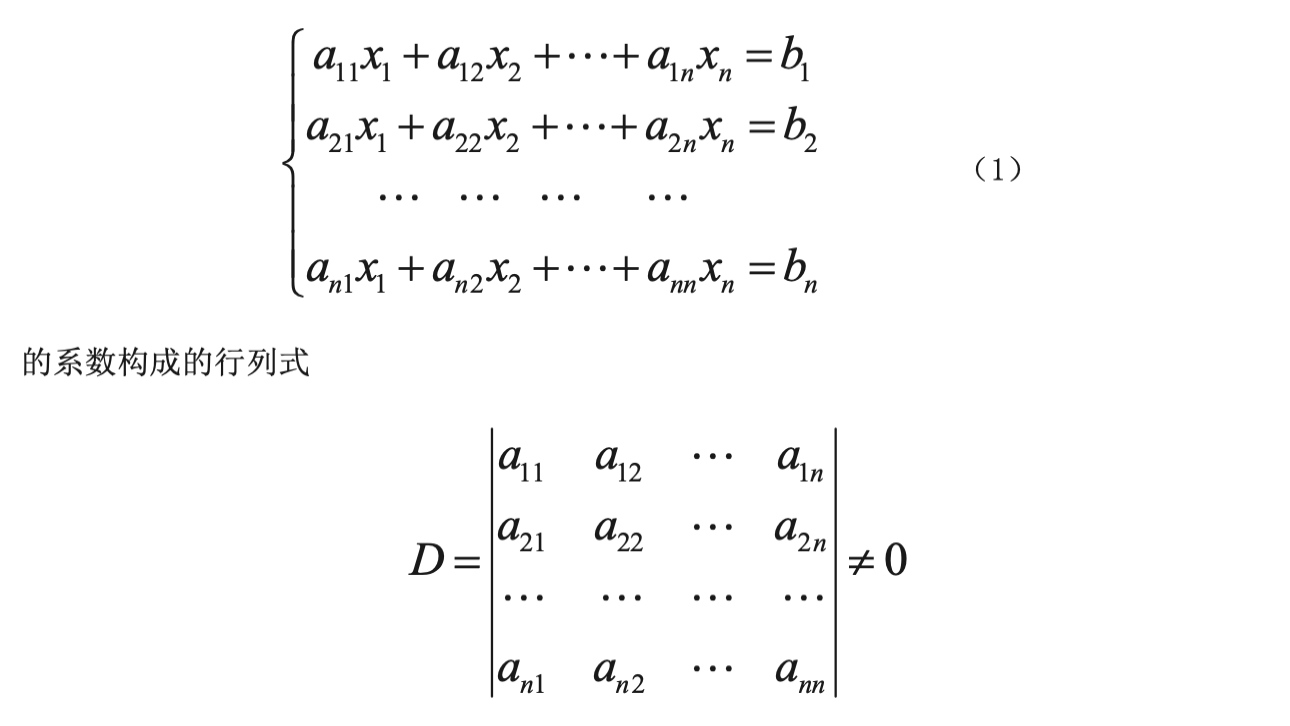 a₁₁x₁ + a₁₂x₂ + ⋯ + a₁ₙxₙ = b₁
a₂₁x₁ + a₂₂x₂ + ⋯ + a₂ₙxₙ = b₂
⋯ ⋯ ⋯ ⋯
（1）
aₙ₁x₁ + aₙ₂x₂ + ⋯ + aₙₙxₙ = bₙ
的系数构成的行列式
a₁₁ a₁₂ ⋯ a₁ₙ
a₂₁ a₂₂ ⋯ a₂ₙ
D = ≠ 0
⋯ ⋯ ⋯ ⋯
aₙ₁ aₙ₂ ⋯ aₙₙ